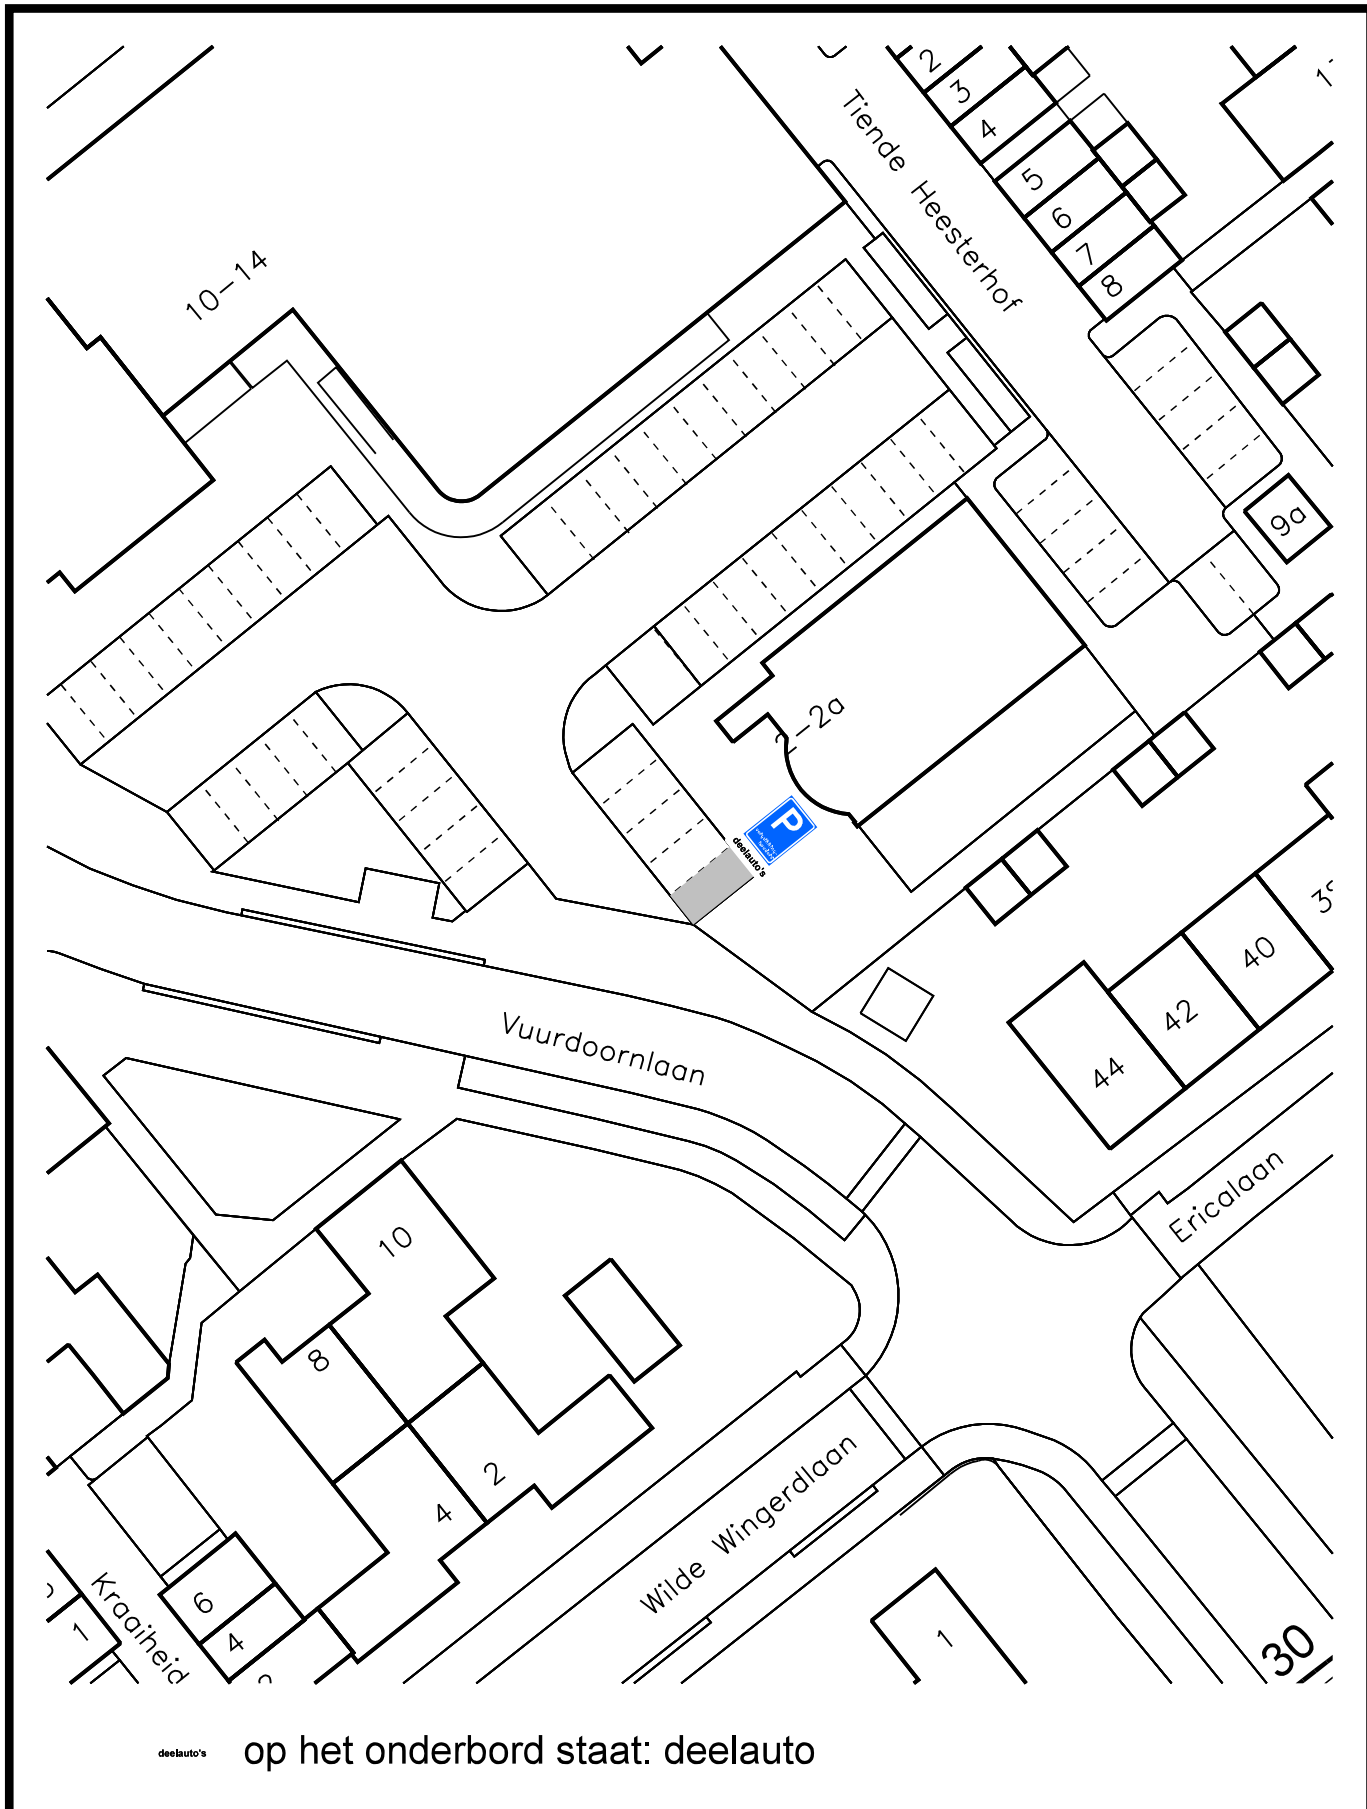 2
3
4
5
6
7
8
Tiende Heesterhof
10-14
9a
2-2a
P
deelauto's
40
42
44
Vuurdoornlaan
Ericalaan
10
8
2
4
Wilde Wingerdlaan
6
4
1
Kraaiheid
1
30
deelauto's op het onderbord staat: deelauto